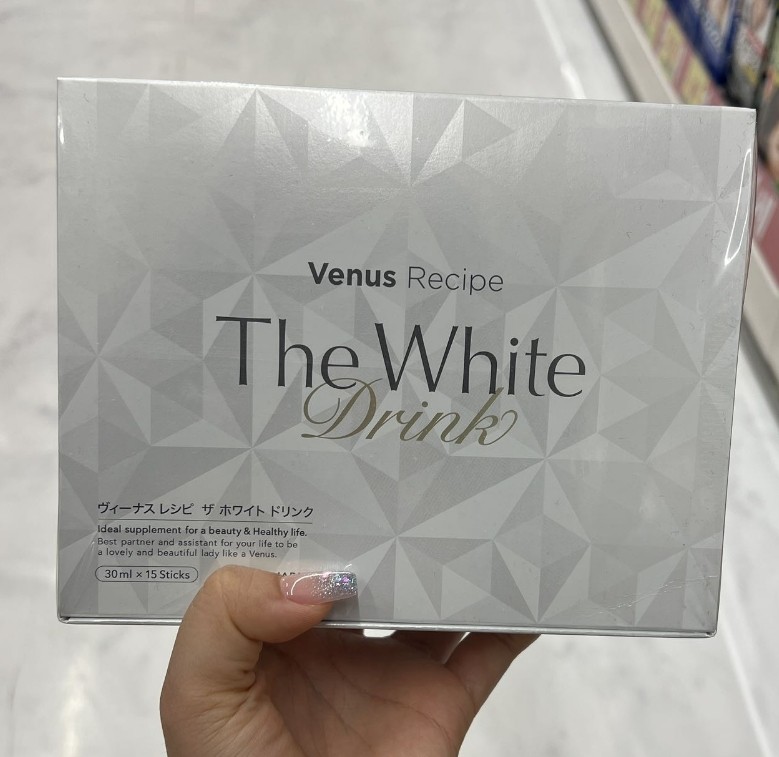 Venus Recipe
The White
Drink
ヴィーナス レシピ ザ ホワイト ドリンク
Ideal supplement for a beauty & Healthy life.
Best partner and assistant for your life to be
a lovely and beautiful lady like a Venus.
30ml × 15 Sticks